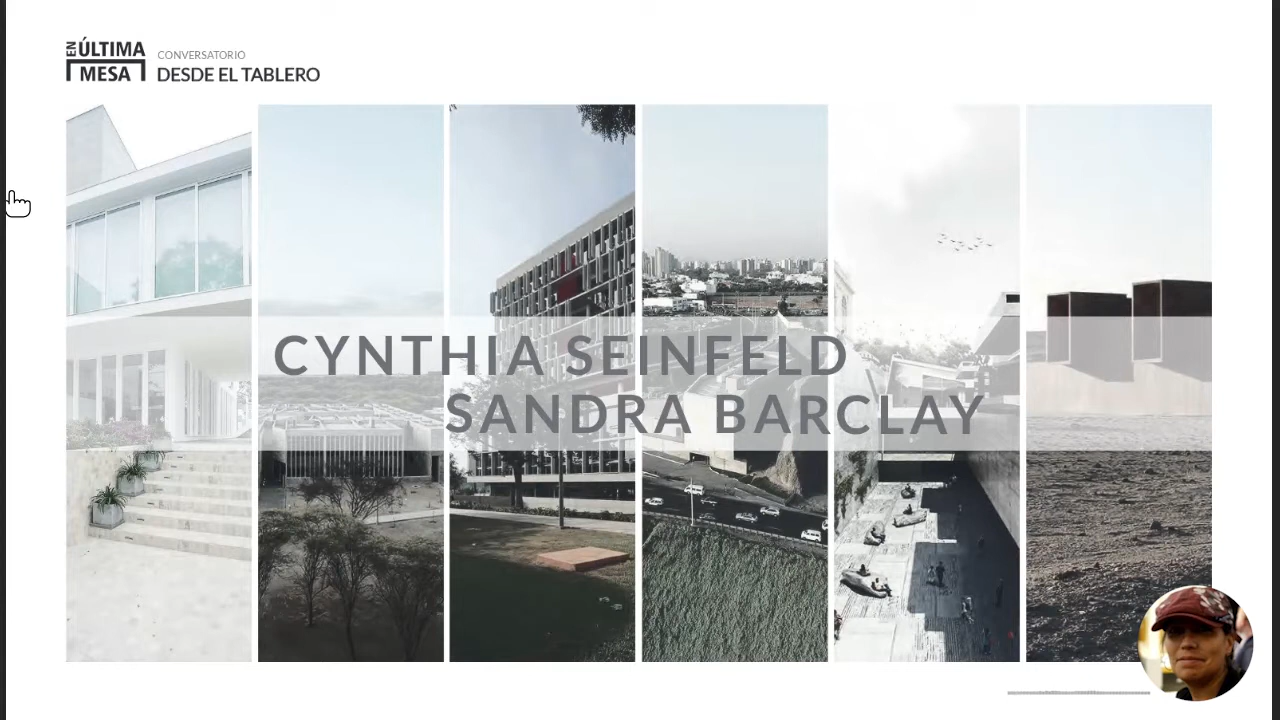 EN ÚLTIMA
MESA
CONVERSATORIO
DESDE EL TABLERO
CYNTHIA SEINFELD
SANDRA BARCLAY